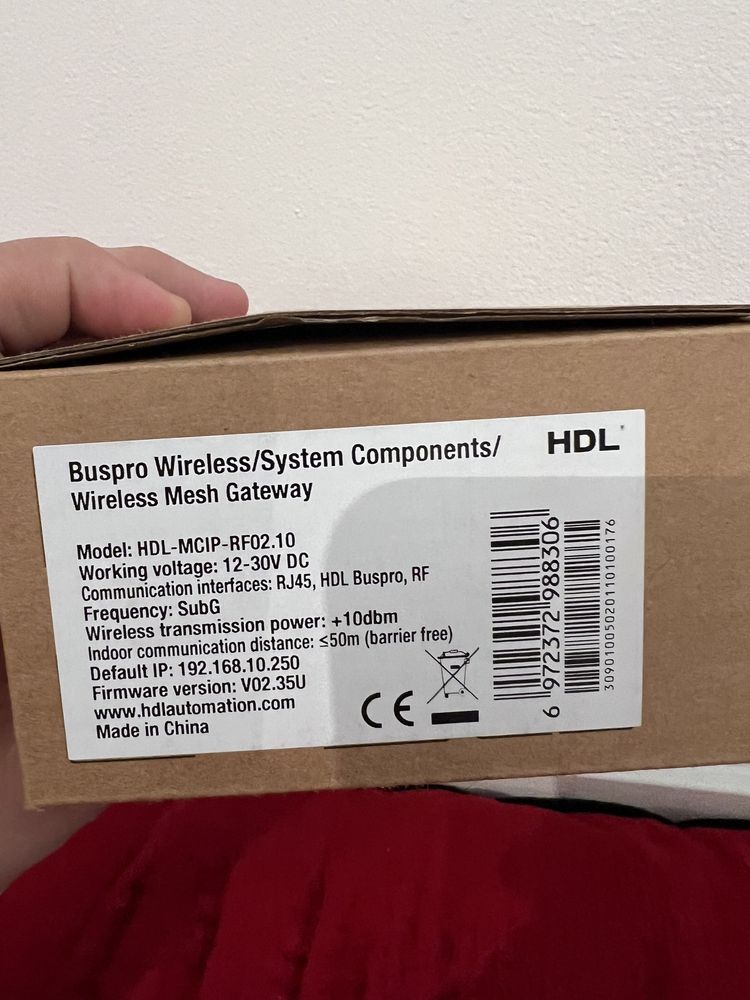 Buspro Wireless/System Components/
Wireless Mesh Gateway
HDL
Model: HDL-MCIP-RF02.10
Working voltage: 12-30V DC
Communication interfaces: RJ45, HDL Buspro, RF
Frequency: SubG
Wireless transmission power: +10dbm
Indoor communication distance: ≤50m (barrier free)
Default IP: 192.168.10.250
Firmware version: V02.35U
www.hdlautomation.com
Made in China
CE
6 972372 988306
309010050201101​00176